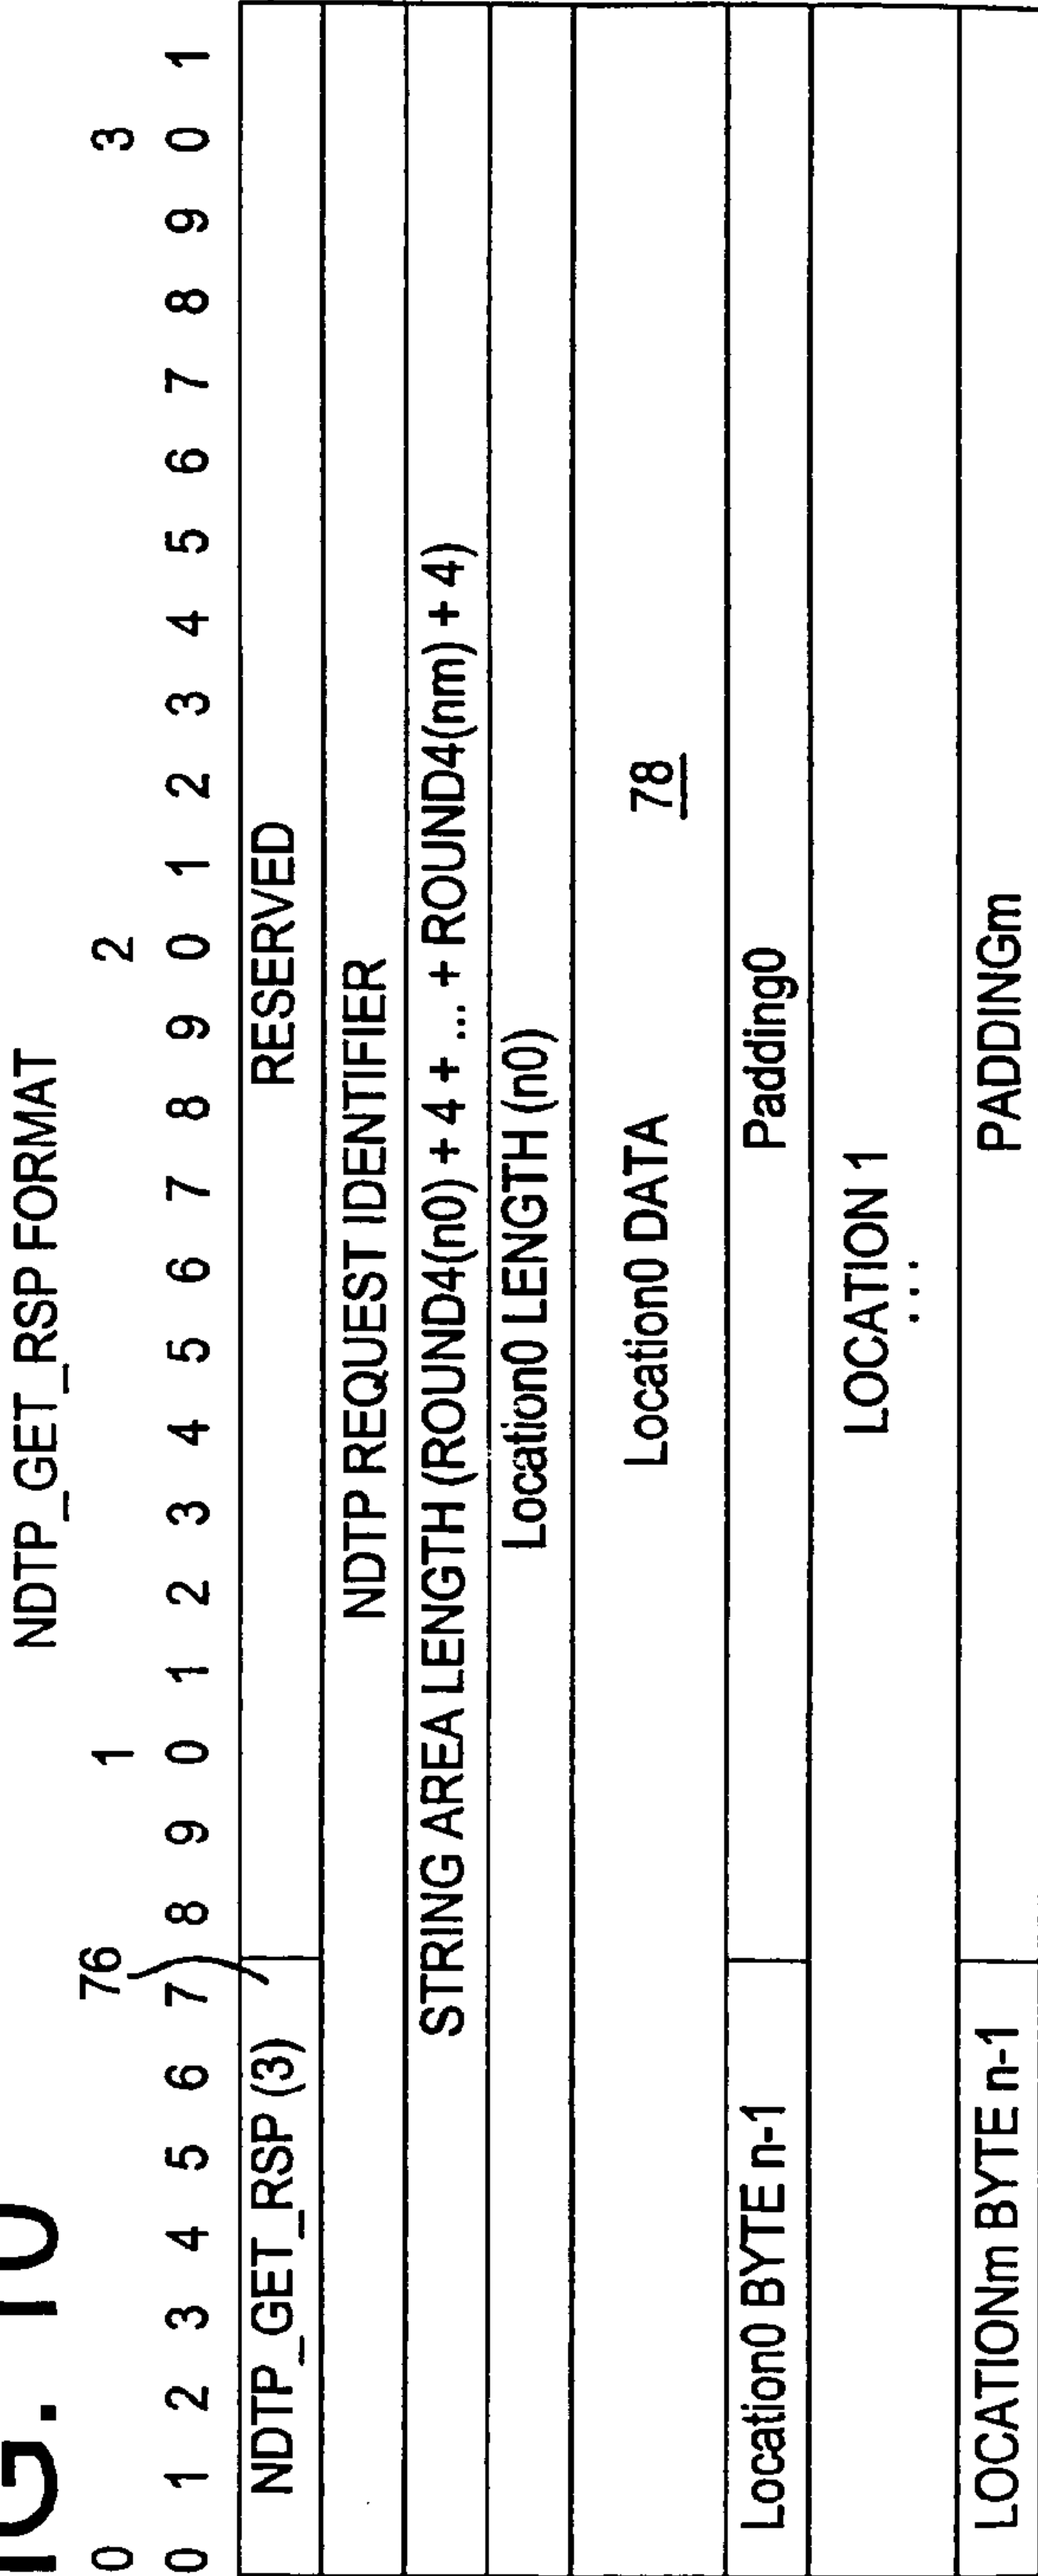 IG. 10
NDTP_GET_RSP FORMAT
76
0 1 2 3
0 1 2 3 4 5 6 7 8 9 0 1 2 3 4 5 6 7 8 9 0 1 2 3 4 5 6 7 8 9 0 1
NDTP_GET_RSP (3) RESERVED
NDTP REQUEST IDENTIFIER
STRING AREA LENGTH (ROUND4(n0) + 4 + ... + ROUND4(nm) + 4)
Location0 LENGTH (n0)
Location0 DATA 78
Location0 BYTE n-1 Padding0
LOCATION 1
...
LOCATIONm BYTE n-1 PADDINGm